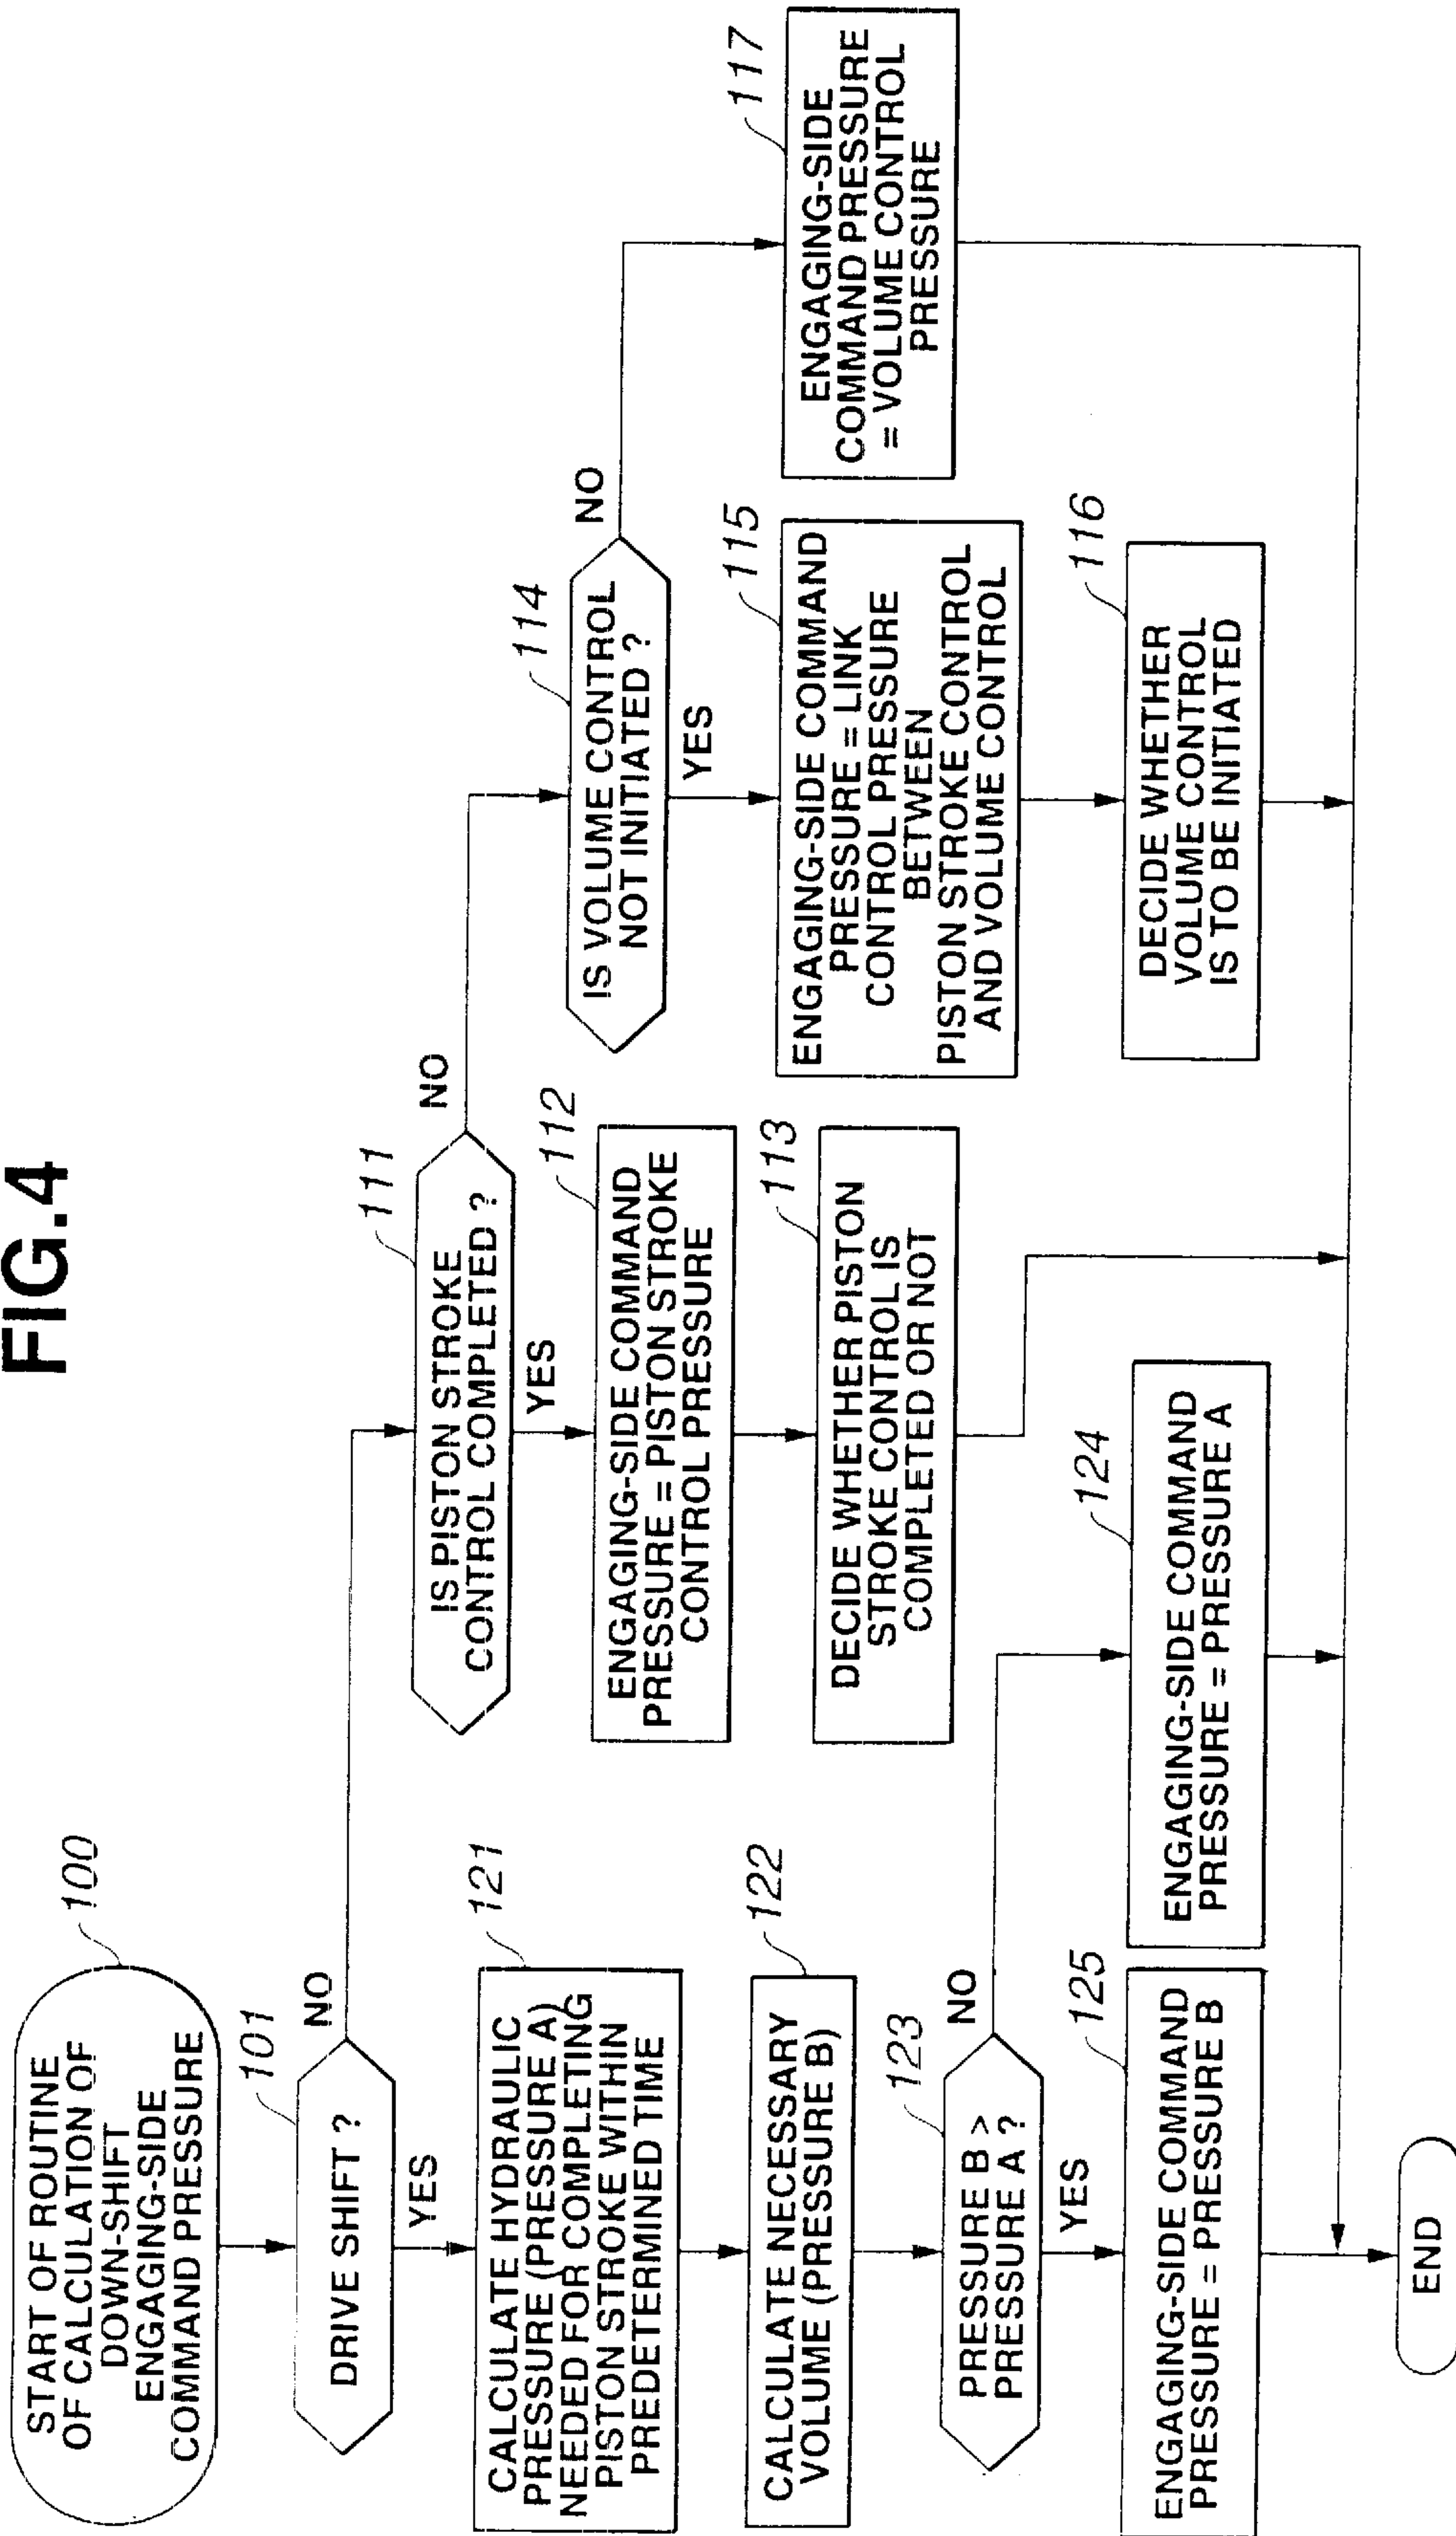 FIG.4
START OF ROUTINE
OF CALCULATION OF
DOWN-SHIFT
ENGAGING-SIDE
COMMAND PRESSURE
100
DRIVE SHIFT ?
101
NO
YES
CALCULATE HYDRAULIC
PRESSURE (PRESSURE A)
NEEDED FOR COMPLETING
PISTON STROKE WITHIN
PREDETERMINED TIME
121
CALCULATE NECESSARY
VOLUME (PRESSURE B)
122
PRESSURE B >
PRESSURE A ?
123
NO
YES
ENGAGING-SIDE COMMAND
PRESSURE = PRESSURE B
125
ENGAGING-SIDE COMMAND
PRESSURE = PRESSURE A
124
IS PISTON STROKE
CONTROL COMPLETED ?
111
NO
YES
ENGAGING-SIDE COMMAND
PRESSURE = PISTON STROKE
CONTROL PRESSURE
112
DECIDE WHETHER PISTON
STROKE CONTROL IS
COMPLETED OR NOT
113
IS VOLUME CONTROL
NOT INITIATED ?
114
NO
YES
ENGAGING-SIDE COMMAND
PRESSURE = LINK
CONTROL PRESSURE
BETWEEN
PISTON STROKE CONTROL
AND VOLUME CONTROL
115
DECIDE WHETHER
VOLUME CONTROL
IS TO BE INITIATED
116
ENGAGING-SIDE
COMMAND PRESSURE
= VOLUME CONTROL
PRESSURE
117
END